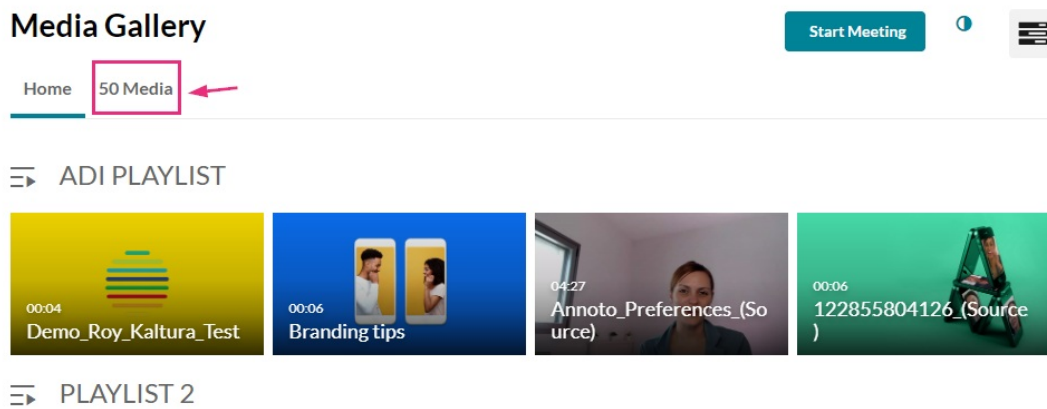 Media Gallery
Start Meeting
Home
50 Media
ADI PLAYLIST
00:04
Demo_Roy_Kaltura_Test
00:06
Branding tips
04:27
Annoto_Preferences_(So
urce)
00:06
122855804126_(Source
)
PLAYLIST 2